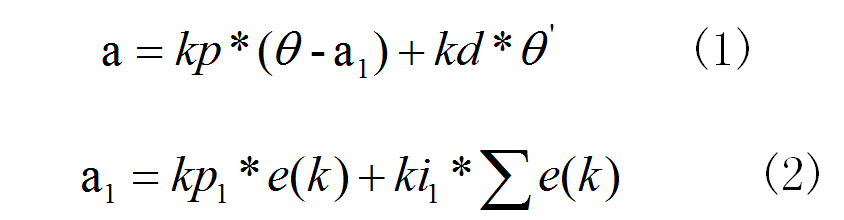 a = kp * (θ - a₁) + kd * θ' (1)
a₁ = kp₁ * e(k) + ki₁ * ∑ e(k) (2)